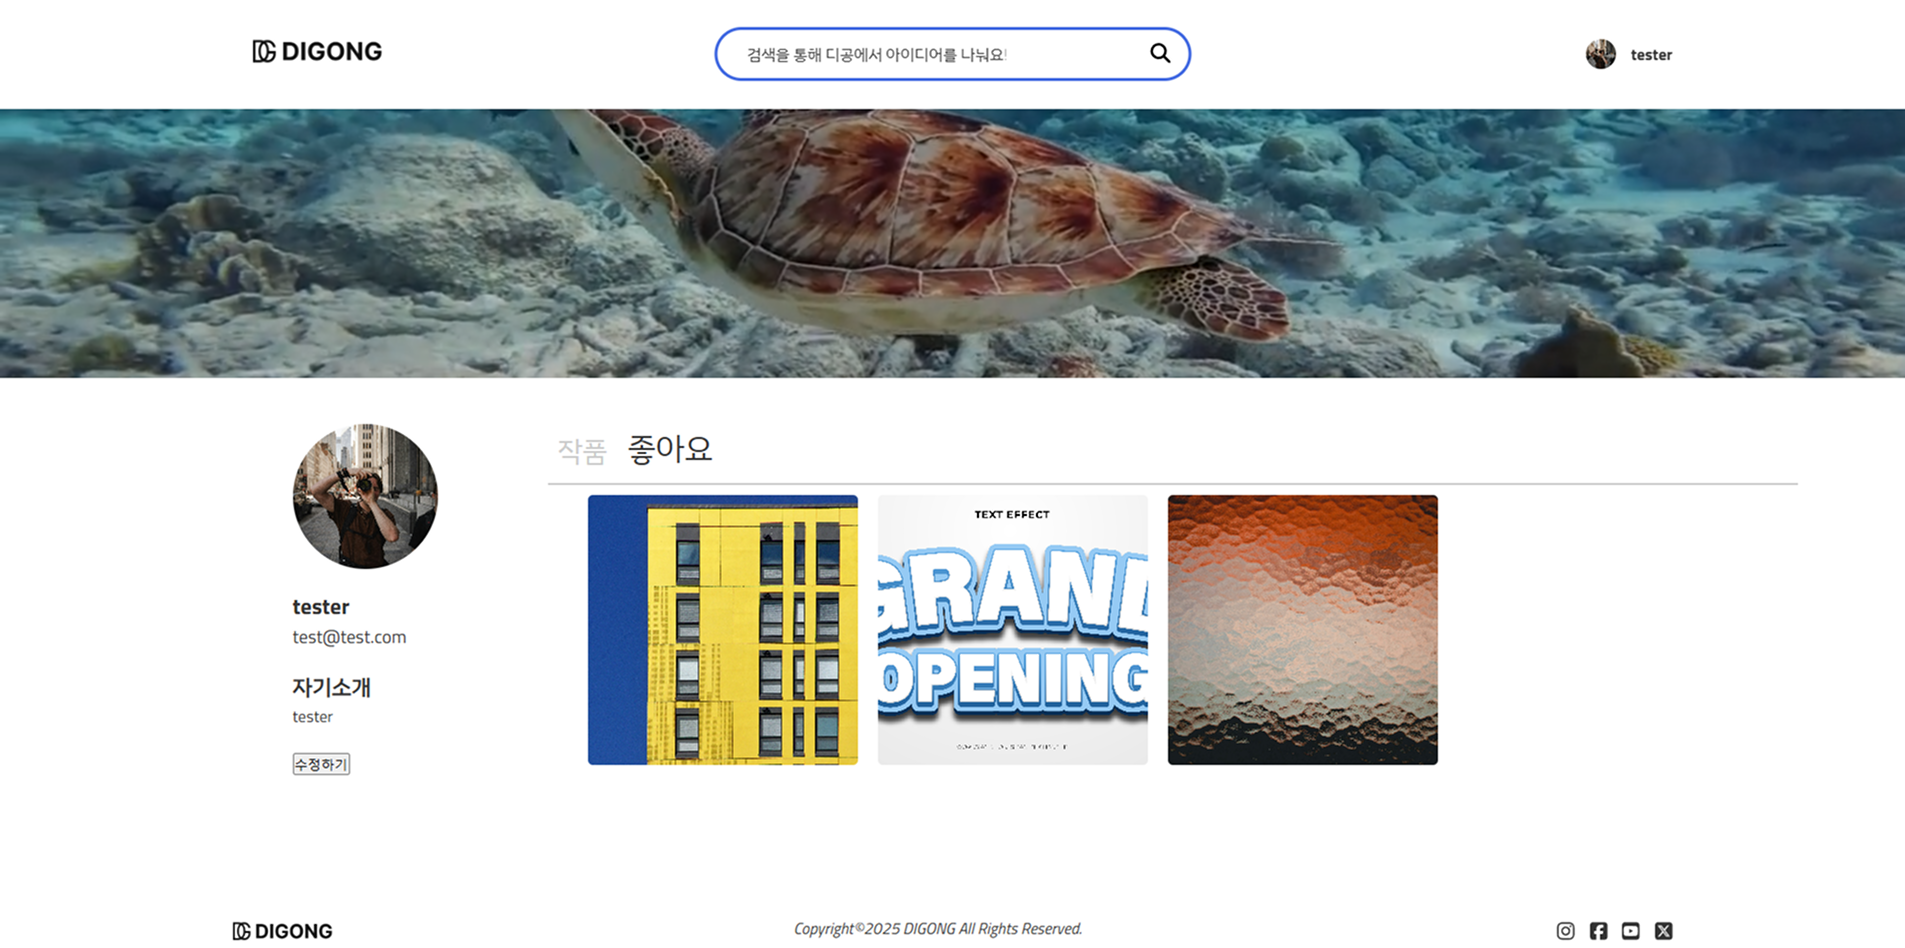 DG DIGONG
검색을 통해 디공에서 아이디어를 나눠요!
tester
작품 좋아요
tester
test@test.com
자기소개
tester
수정하기
TEXT EFFECT
GRAND
OPENING
DG DIGONG
Copyright©2025 DIGONG All Rights Reserved.